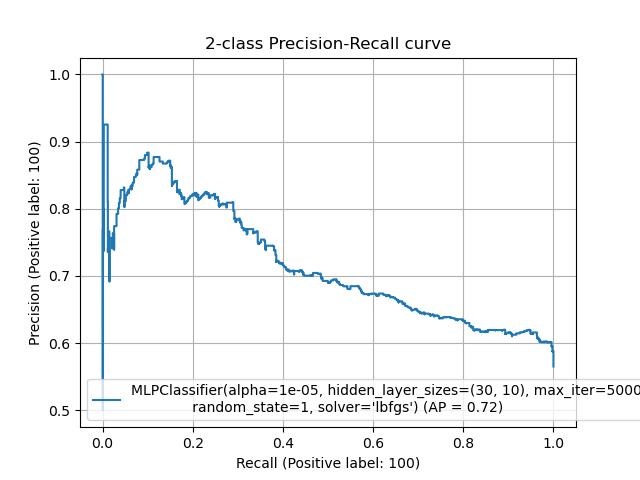 2-class Precision-Recall curve
1.0
0.9
0.8
0.7
0.6
0.5
Precision (Positive label: 100)
MLPClassifier(alpha=1e-05, hidden_layer_sizes=(30, 10), max_iter=5000
random_state=1, solver='lbfgs') (AP = 0.72)
0.0 0.2 0.4 0.6 0.8 1.0
Recall (Positive label: 100)